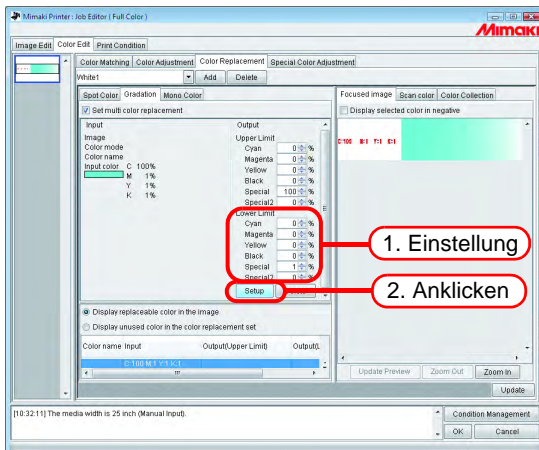 Mimaki Printer : Job Editor ( Full Color )
Mimaki
Image Edit Color Edit Print Condition
Color Matching Color Adjustment Color Replacement Special Color Adjustment
White1 Add Delete
Spot Color Gradation Mono Color
Set multi color replacement
Input
Image
Color mode
Color name
Input color C 100%
M 1%
Y 1%
K 1%
Output
Upper Limit
Cyan 0 %
Magenta 0 %
Yellow 0 %
Black 0 %
Special 100 %
Special2 0 %
Lower Limit
Cyan 0 %
Magenta 0 %
Yellow 0 %
Black 0 %
Special 1 %
Special2 0 %
Setup
Display replaceable color in the image
Display unused color in the color replacement set
Color name Input Output(Upper Limit) Output(L
C:100 M:1 Y:1 K:1
Focused image Scan color Color Collection
Display selected color in negative
C:100 M:1 Y:1 K:1
1. Einstellung
2. Anklicken
Update Preview Zoom Out Zoom In
Update
[10:32:11] The media width is 25 inch (Manual Input).
Condition Management
OK Cancel